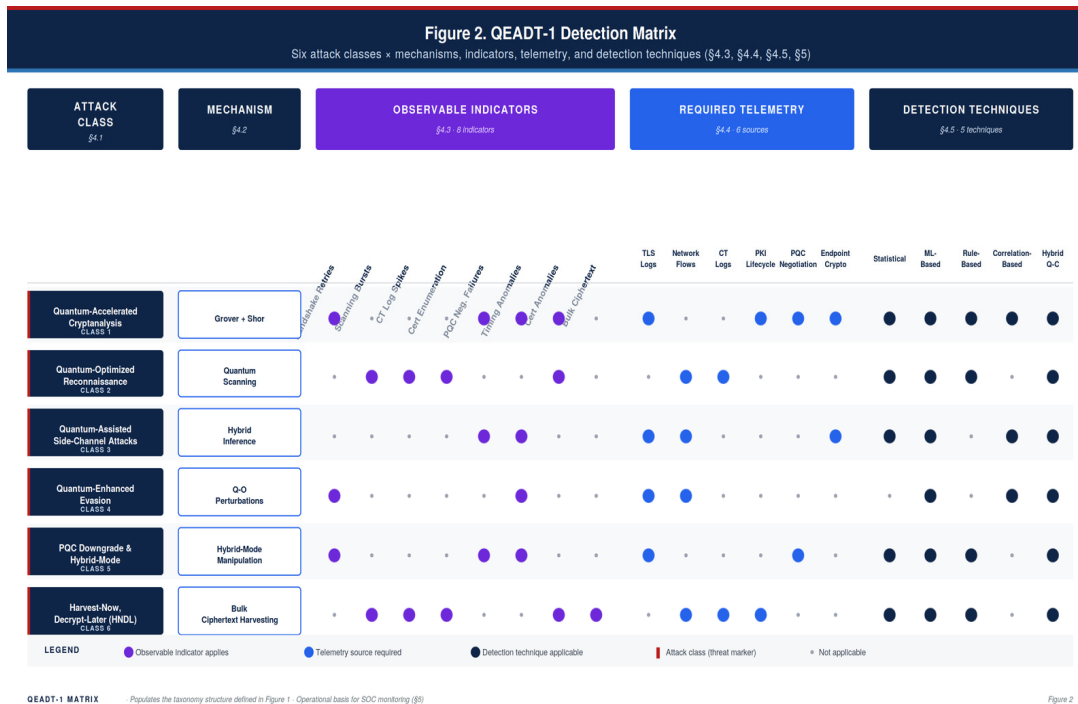 Figure 2. QEADT-1 Detection Matrix
Six attack classes × mechanisms, indicators, telemetry, and detection techniques (§4.3, §4.4, §4.5, §5)
ATTACK
CLASS
§4.1
MECHANISM
§4.2
OBSERVABLE INDICATORS
§4.3 · 8 indicators
REQUIRED TELEMETRY
§4.4 · 6 sources
DETECTION TECHNIQUES
§4.5 · 5 techniques
Retries
Scanning Bursts
CT Log Spikes
Cert Enumeration
PQC Neg. Failures
Timing Anomalies
Cert Anomalies
Bulk Ciphertext
TLS
Logs
Network
Flows
CT
Logs
PKI
Lifecycle
PQC
Negotiation
Endpoint
Crypto
Statistical
ML-
Based
Rule-
Based
Correlation-
Based
Hybrid
Q-C
Quantum-Accelerated
Cryptanalysis
CLASS 1
Grover + Shor
Quantum-Optimized
Reconnaissance
CLASS 2
Quantum
Scanning
Quantum-Assisted
Side-Channel Attacks
CLASS 3
Hybrid
Inference
Quantum-Enhanced
Evasion
CLASS 4
Q-O
Perturbations
PQC Downgrade &
Hybrid-Mode
CLASS 5
Hybrid-Mode
Manipulation
Harvest-Now,
Decrypt-Later (HNDL)
CLASS 6
Bulk
Ciphertext Harvesting
LEGEND
Observable indicator applies
Telemetry source required
Detection technique applicable
Attack class (threat marker)
Not applicable
QEADT-1 MATRIX
· Populates the taxonomy structure defined in Figure 1 · Operational basis for SOC monitoring (§5)
Figure 2